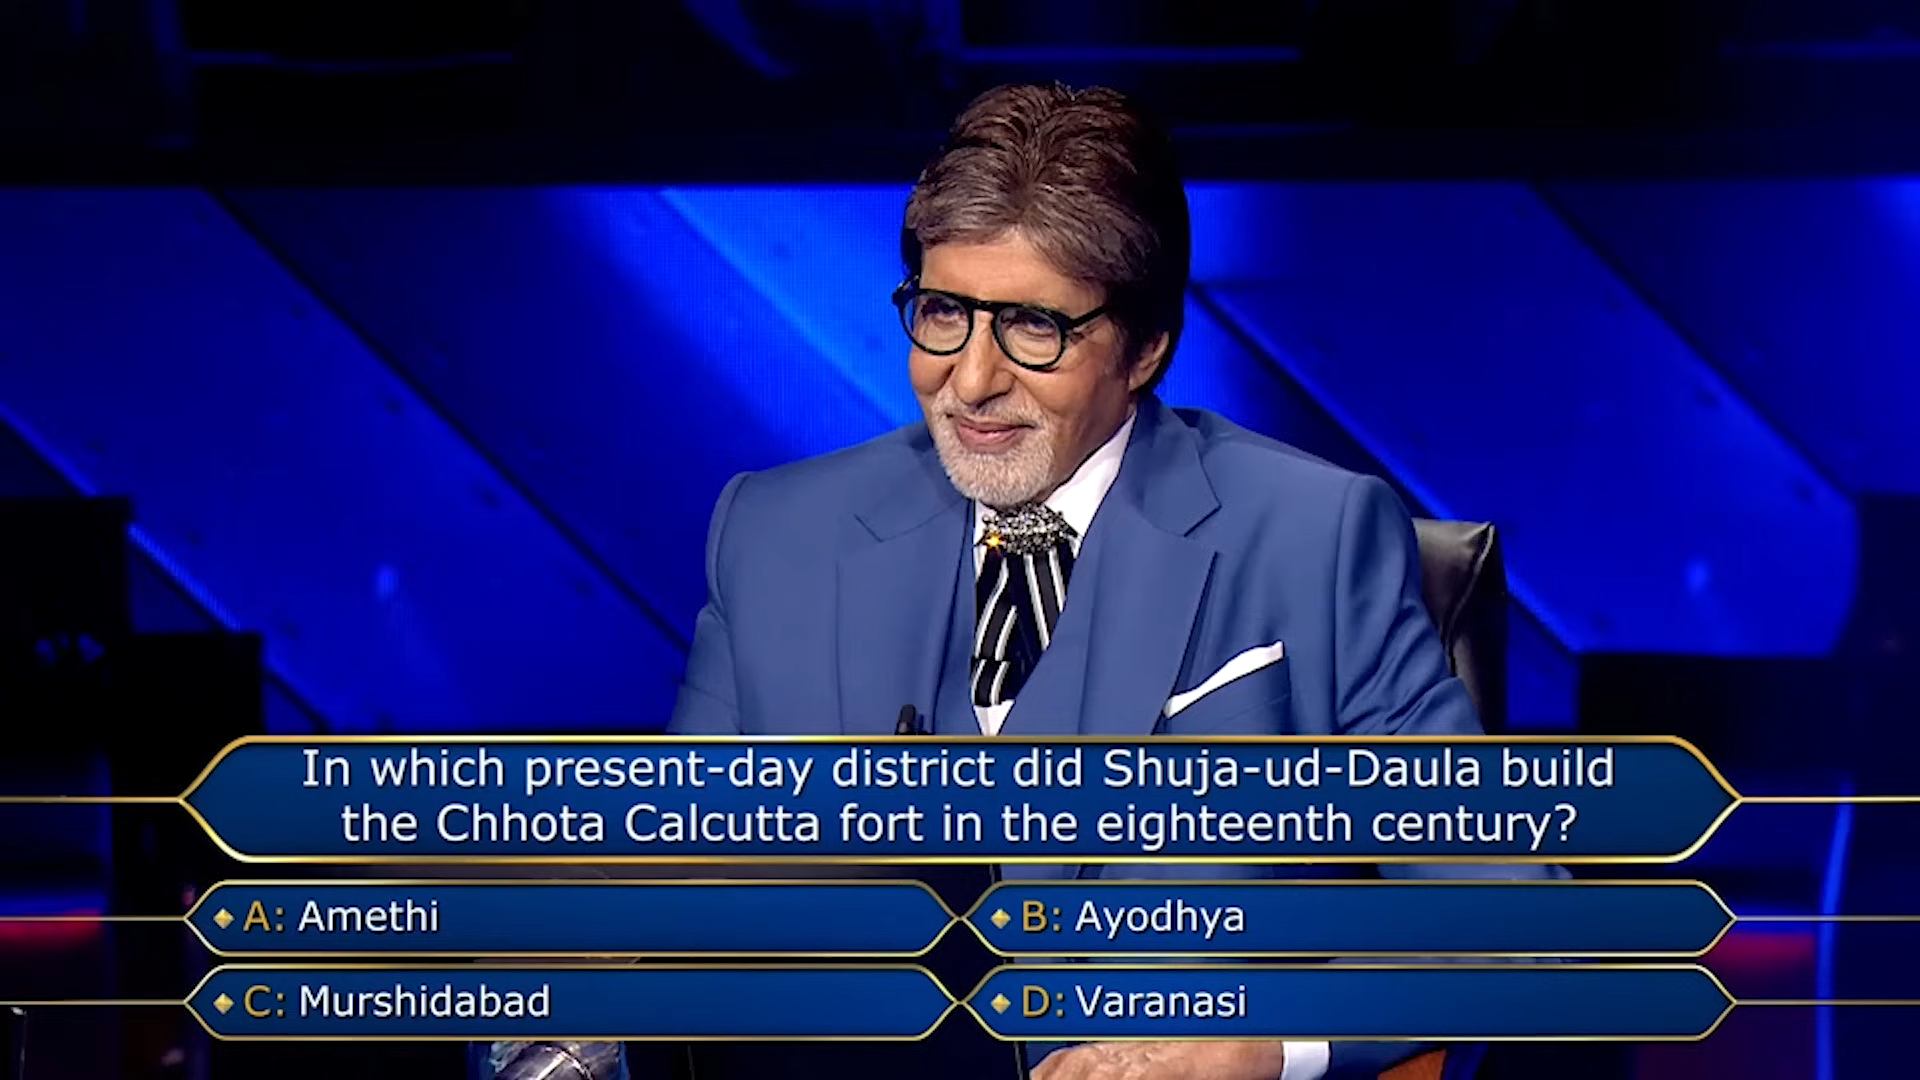 In which present-day district did Shuja-ud-Daula build
the Chhota Calcutta fort in the eighteenth century?
A: Amethi
B: Ayodhya
C: Murshidabad
D: Varanasi